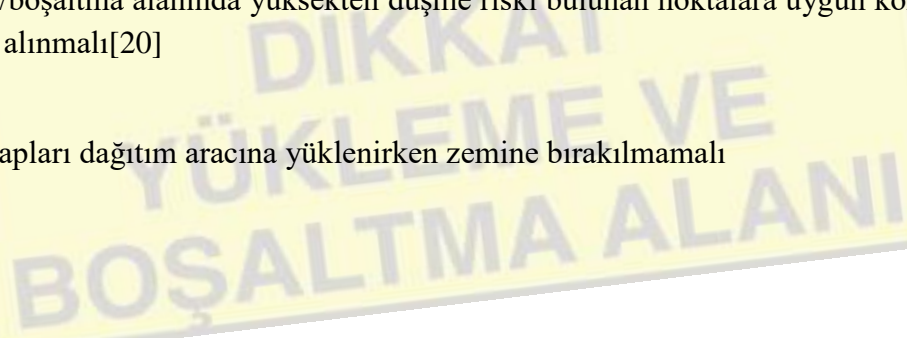 /boşaltma alanında yüksekten düşme riski bulunan noktalara uygun ko
alınmalı[20]
DİKKAT
YÜKLEME VE
apları dağıtım aracına yüklenirken zemine bırakılmamalı
BOŞALTMA ALANI